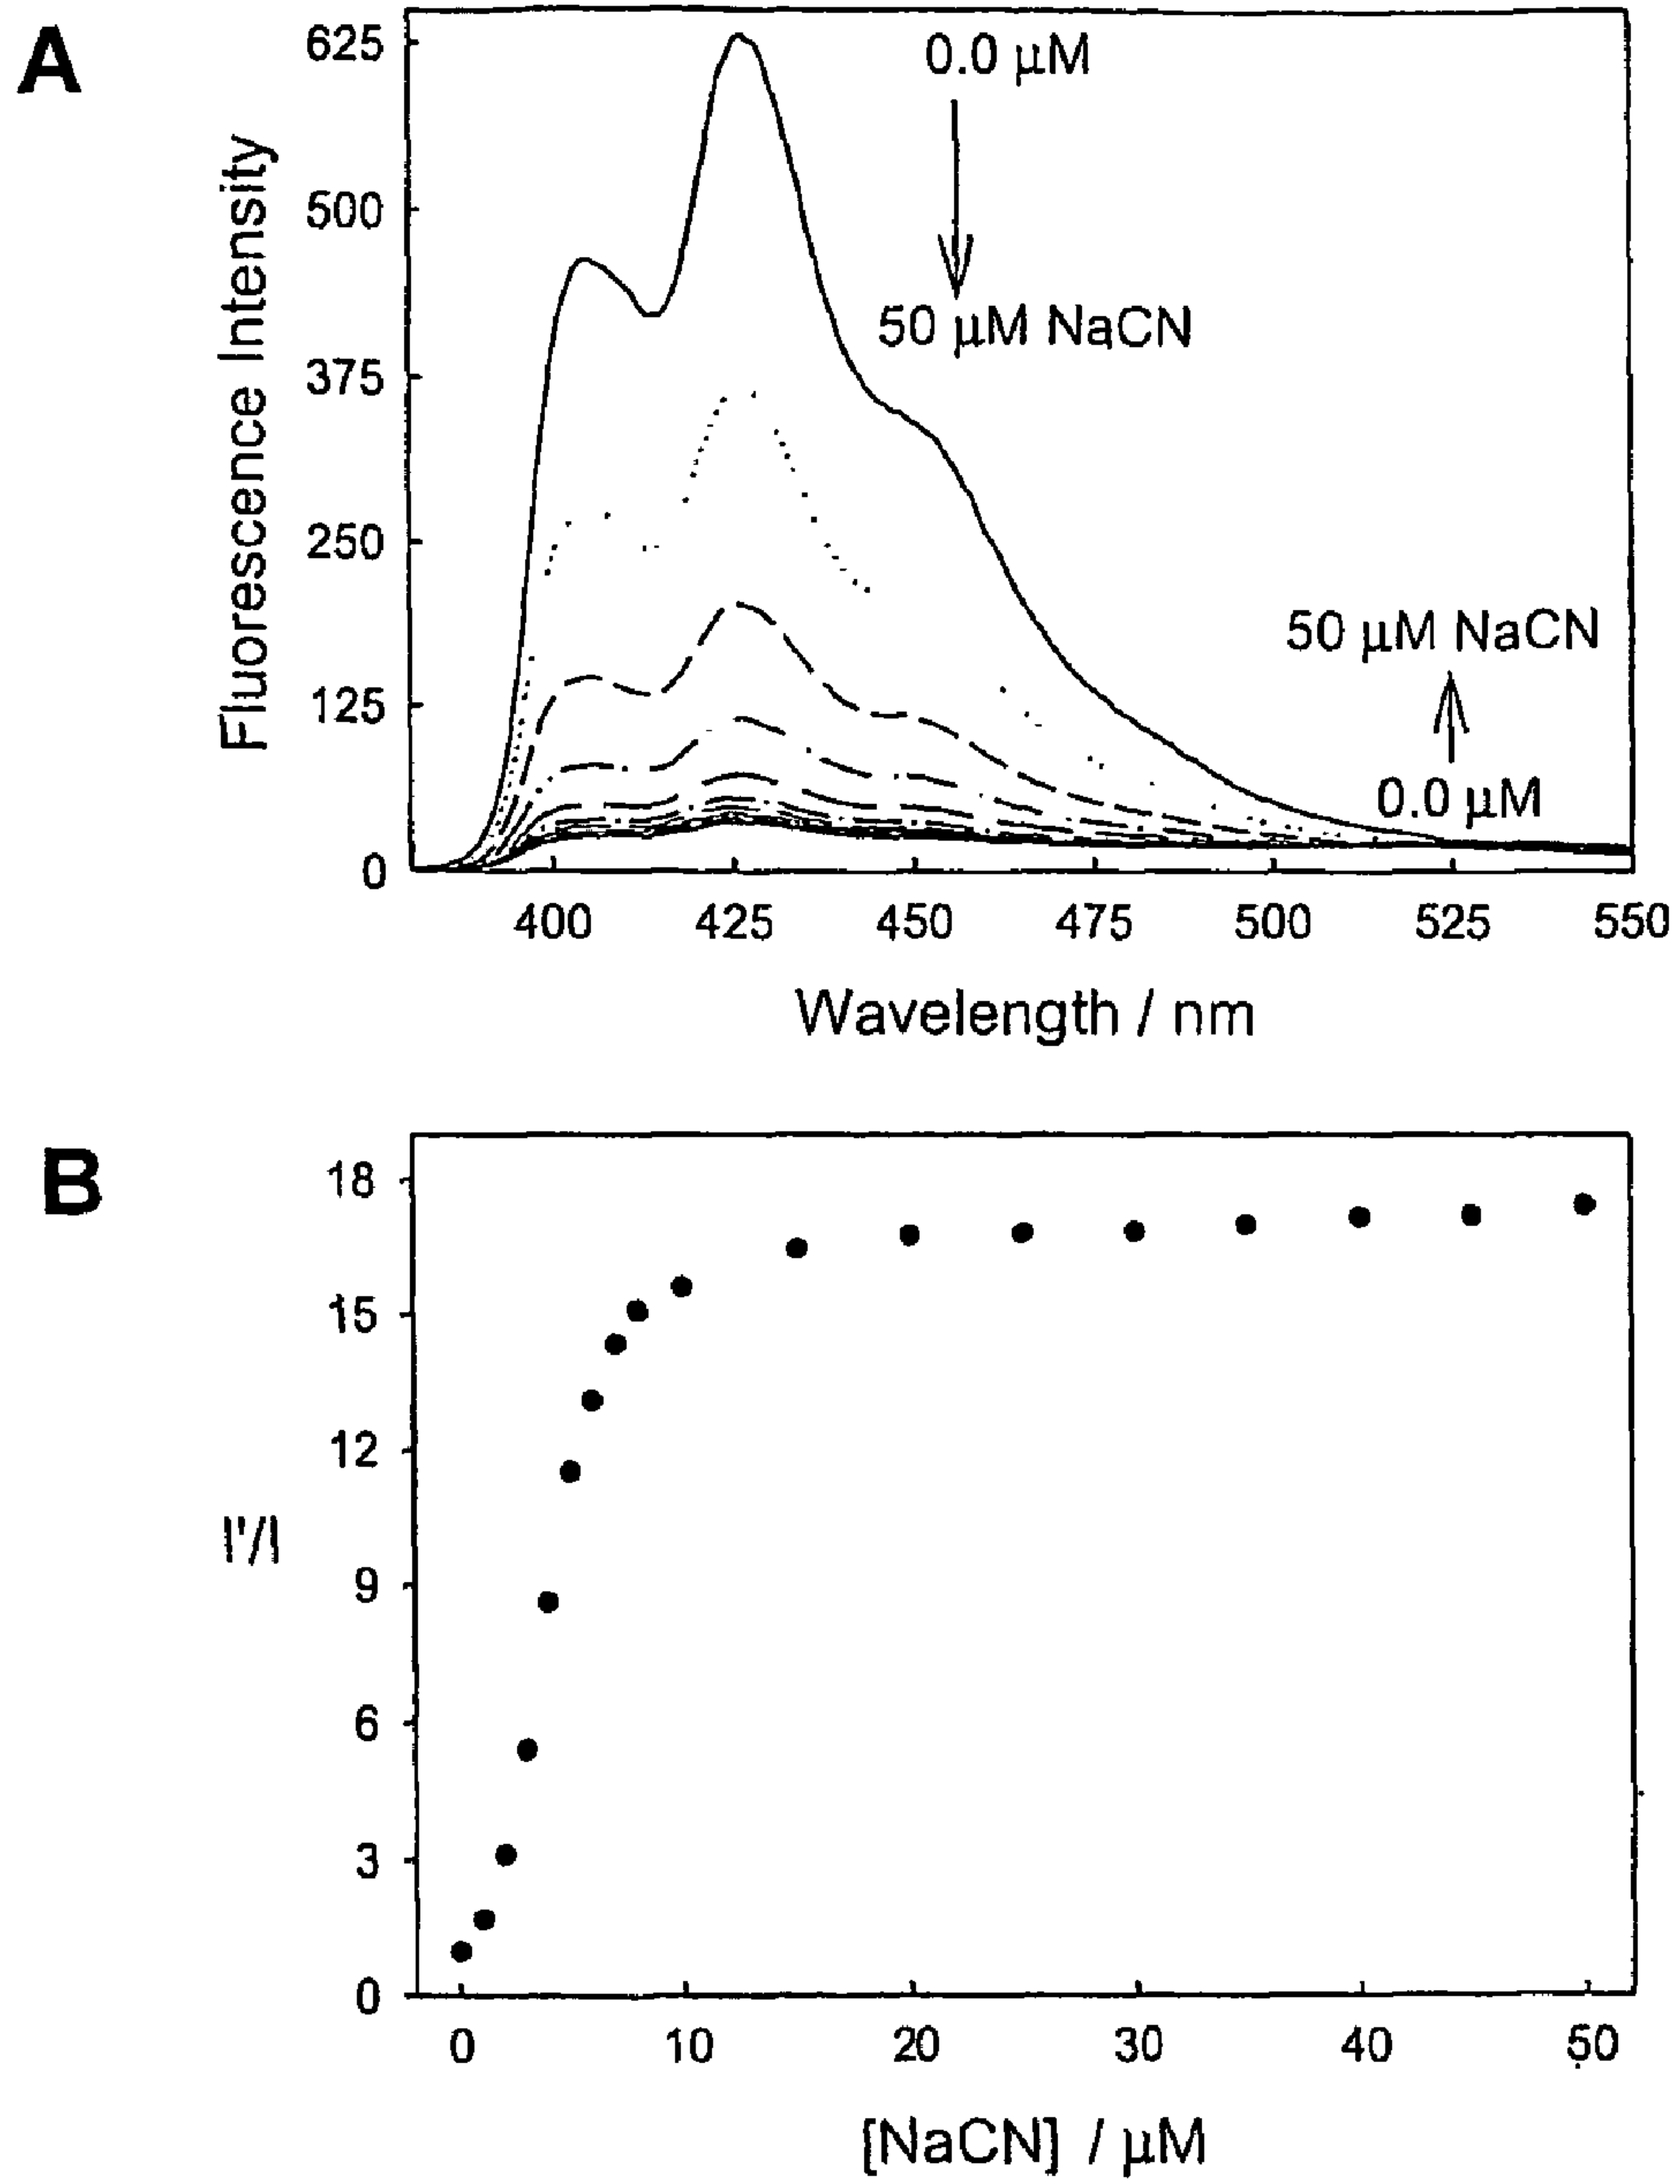 A
625
500
375
250
125
0
Fluorescence Intensity
0.0 μM
50 μM NaCN
50 μM NaCN
0.0 μM
400 425 450 475 500 525 550
Wavelength / nm
B
18
15
12
9
6
3
0
I'/I
0 10 20 30 40 50
[NaCN] / μM